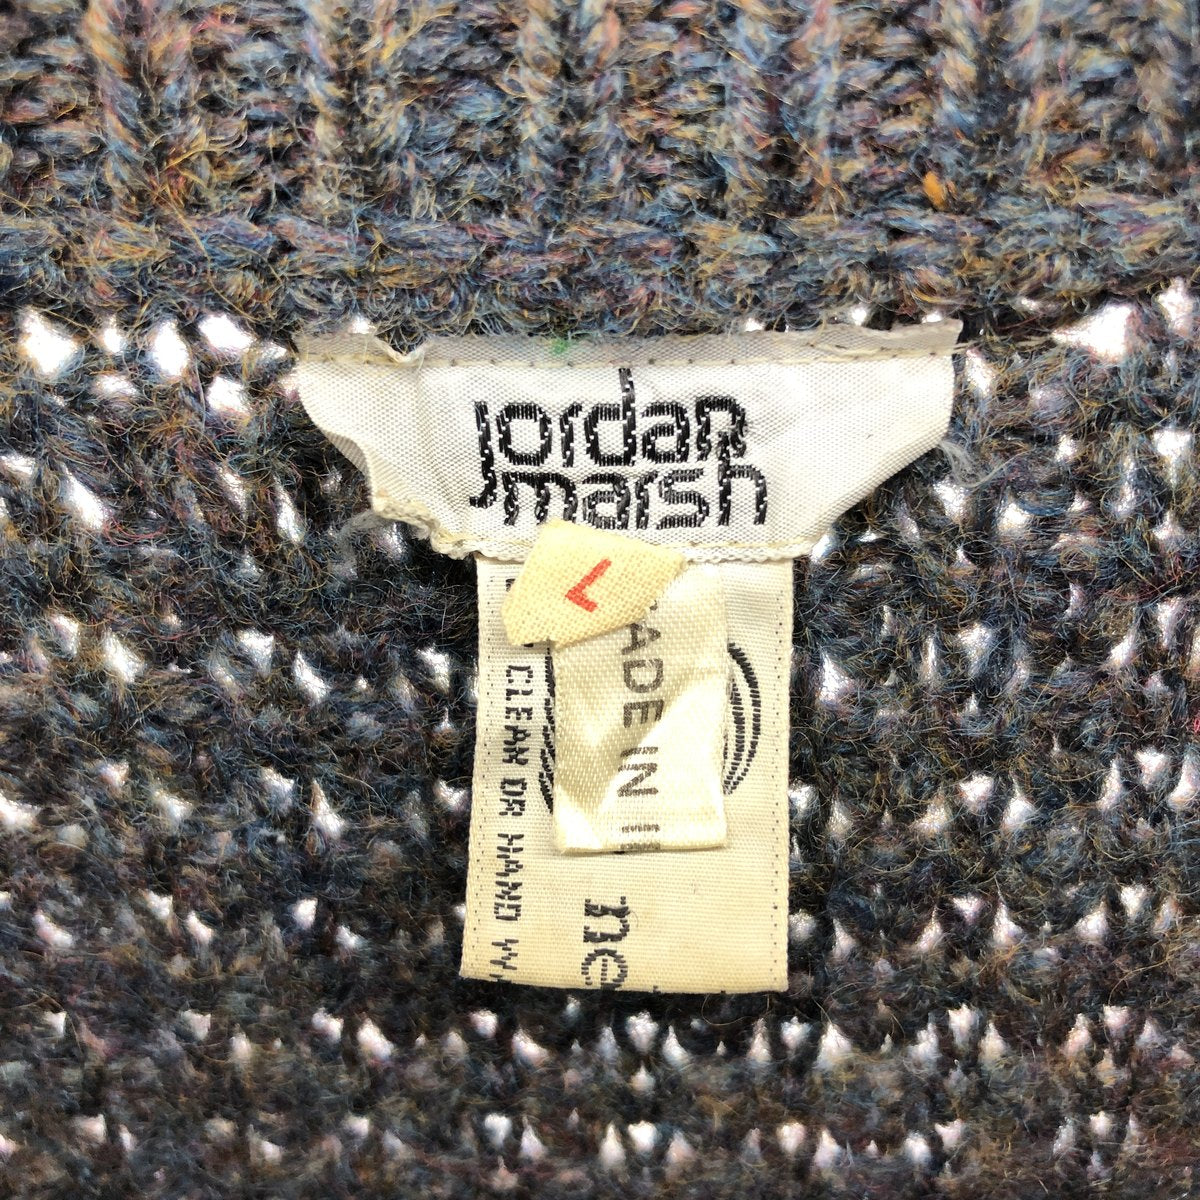 jordan
marsh
L
MADE IN
CLEAN OR HAND